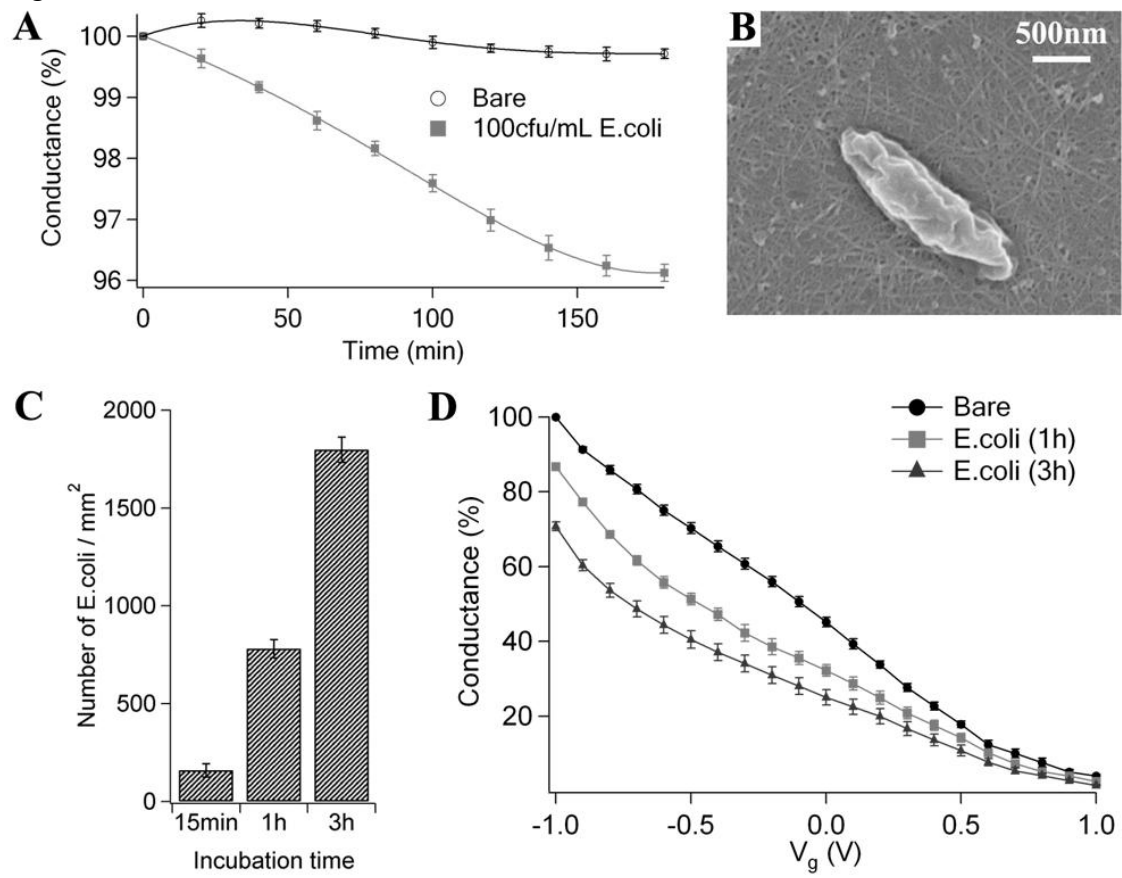 A
Conductance (%)
100
99
98
97
96
Bare
100cfu/mL E.coli
0
50
100
150
Time (min)
B
500nm
C
Number of E.coli / mm²
2000
1500
1000
500
0
15min
1h
3h
Incubation time
D
Conductance (%)
100
80
60
40
20
Bare
E.coli (1h)
E.coli (3h)
-1.0
-0.5
0.0
0.5
1.0
Vg (V)